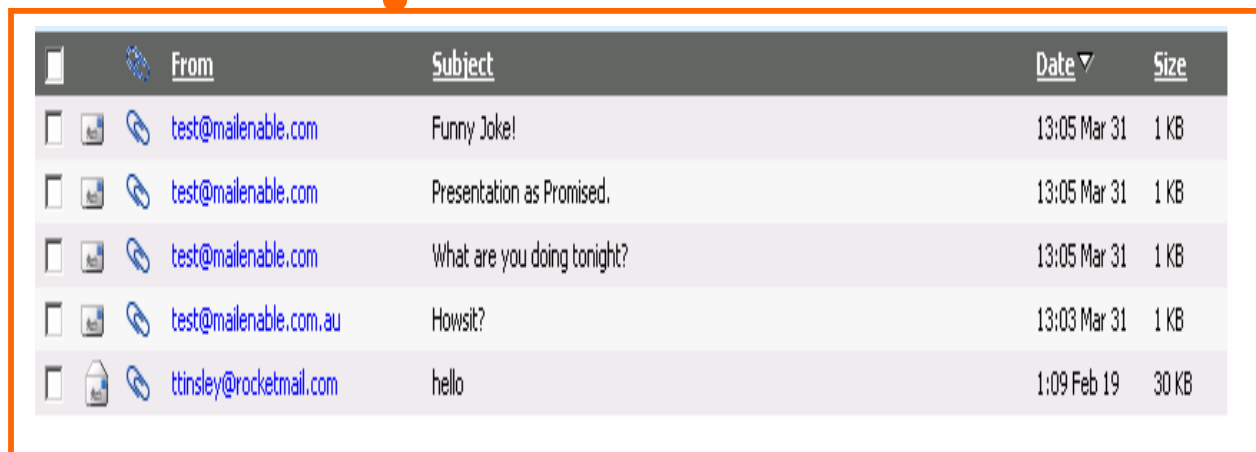 From Subject Date Size
test@mailenable.com Funny Joke! 13:05 Mar 31 1 KB
test@mailenable.com Presentation as Promised. 13:05 Mar 31 1 KB
test@mailenable.com What are you doing tonight? 13:05 Mar 31 1 KB
test@mailenable.com.au Howsit? 13:03 Mar 31 1 KB
ttinsley@rocketmail.com hello 1:09 Feb 19 30 KB